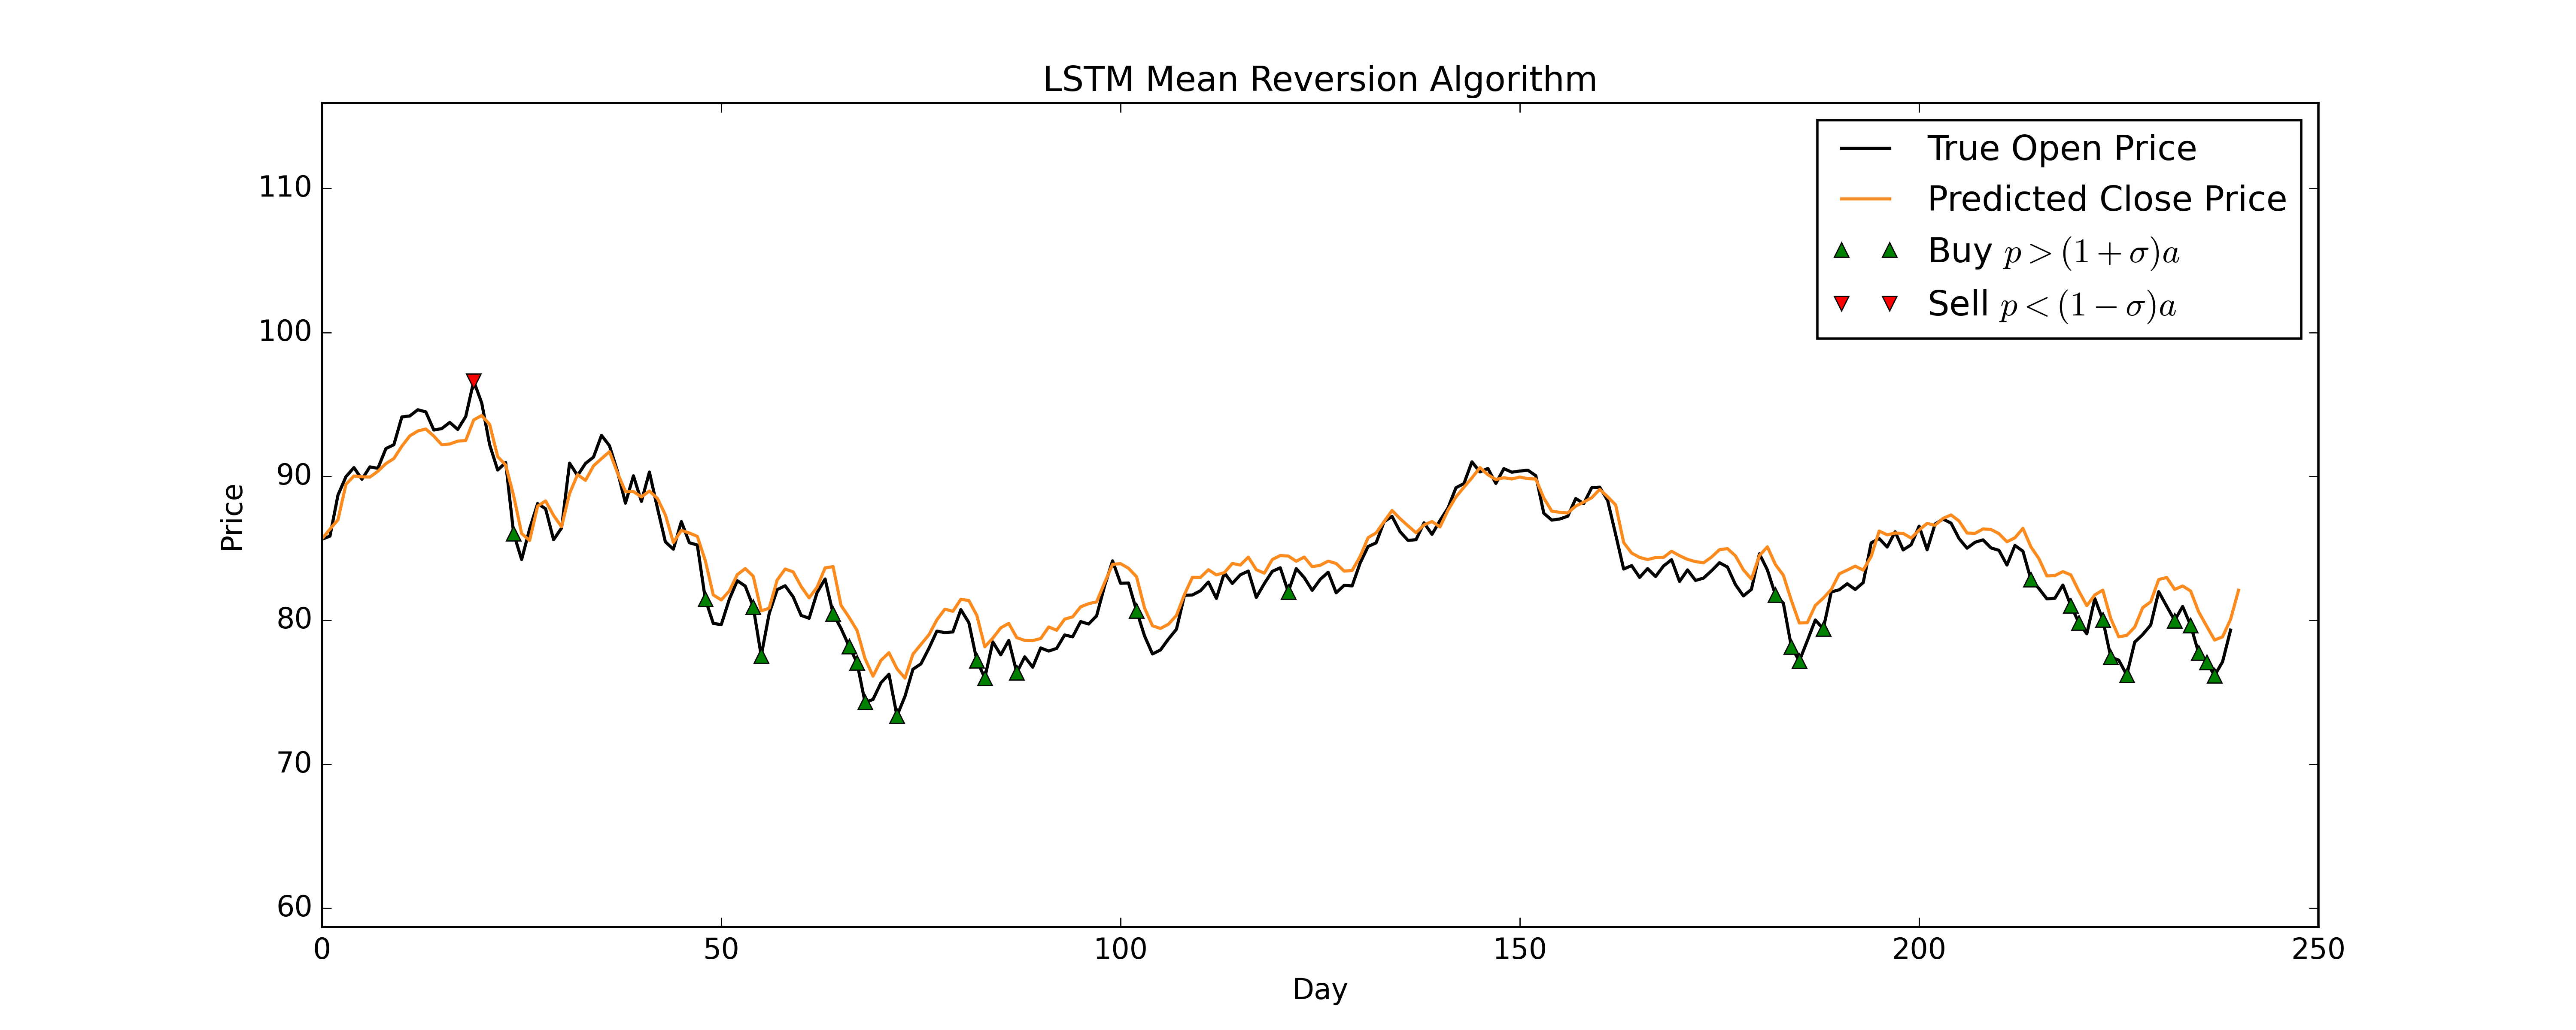 LSTM Mean Reversion Algorithm
True Open Price
Predicted Close Price
Buy p > (1 + σ)a
Sell p < (1 − σ)a
110
100
90
80
70
60
Price
0 50 100 150 200 250
Day